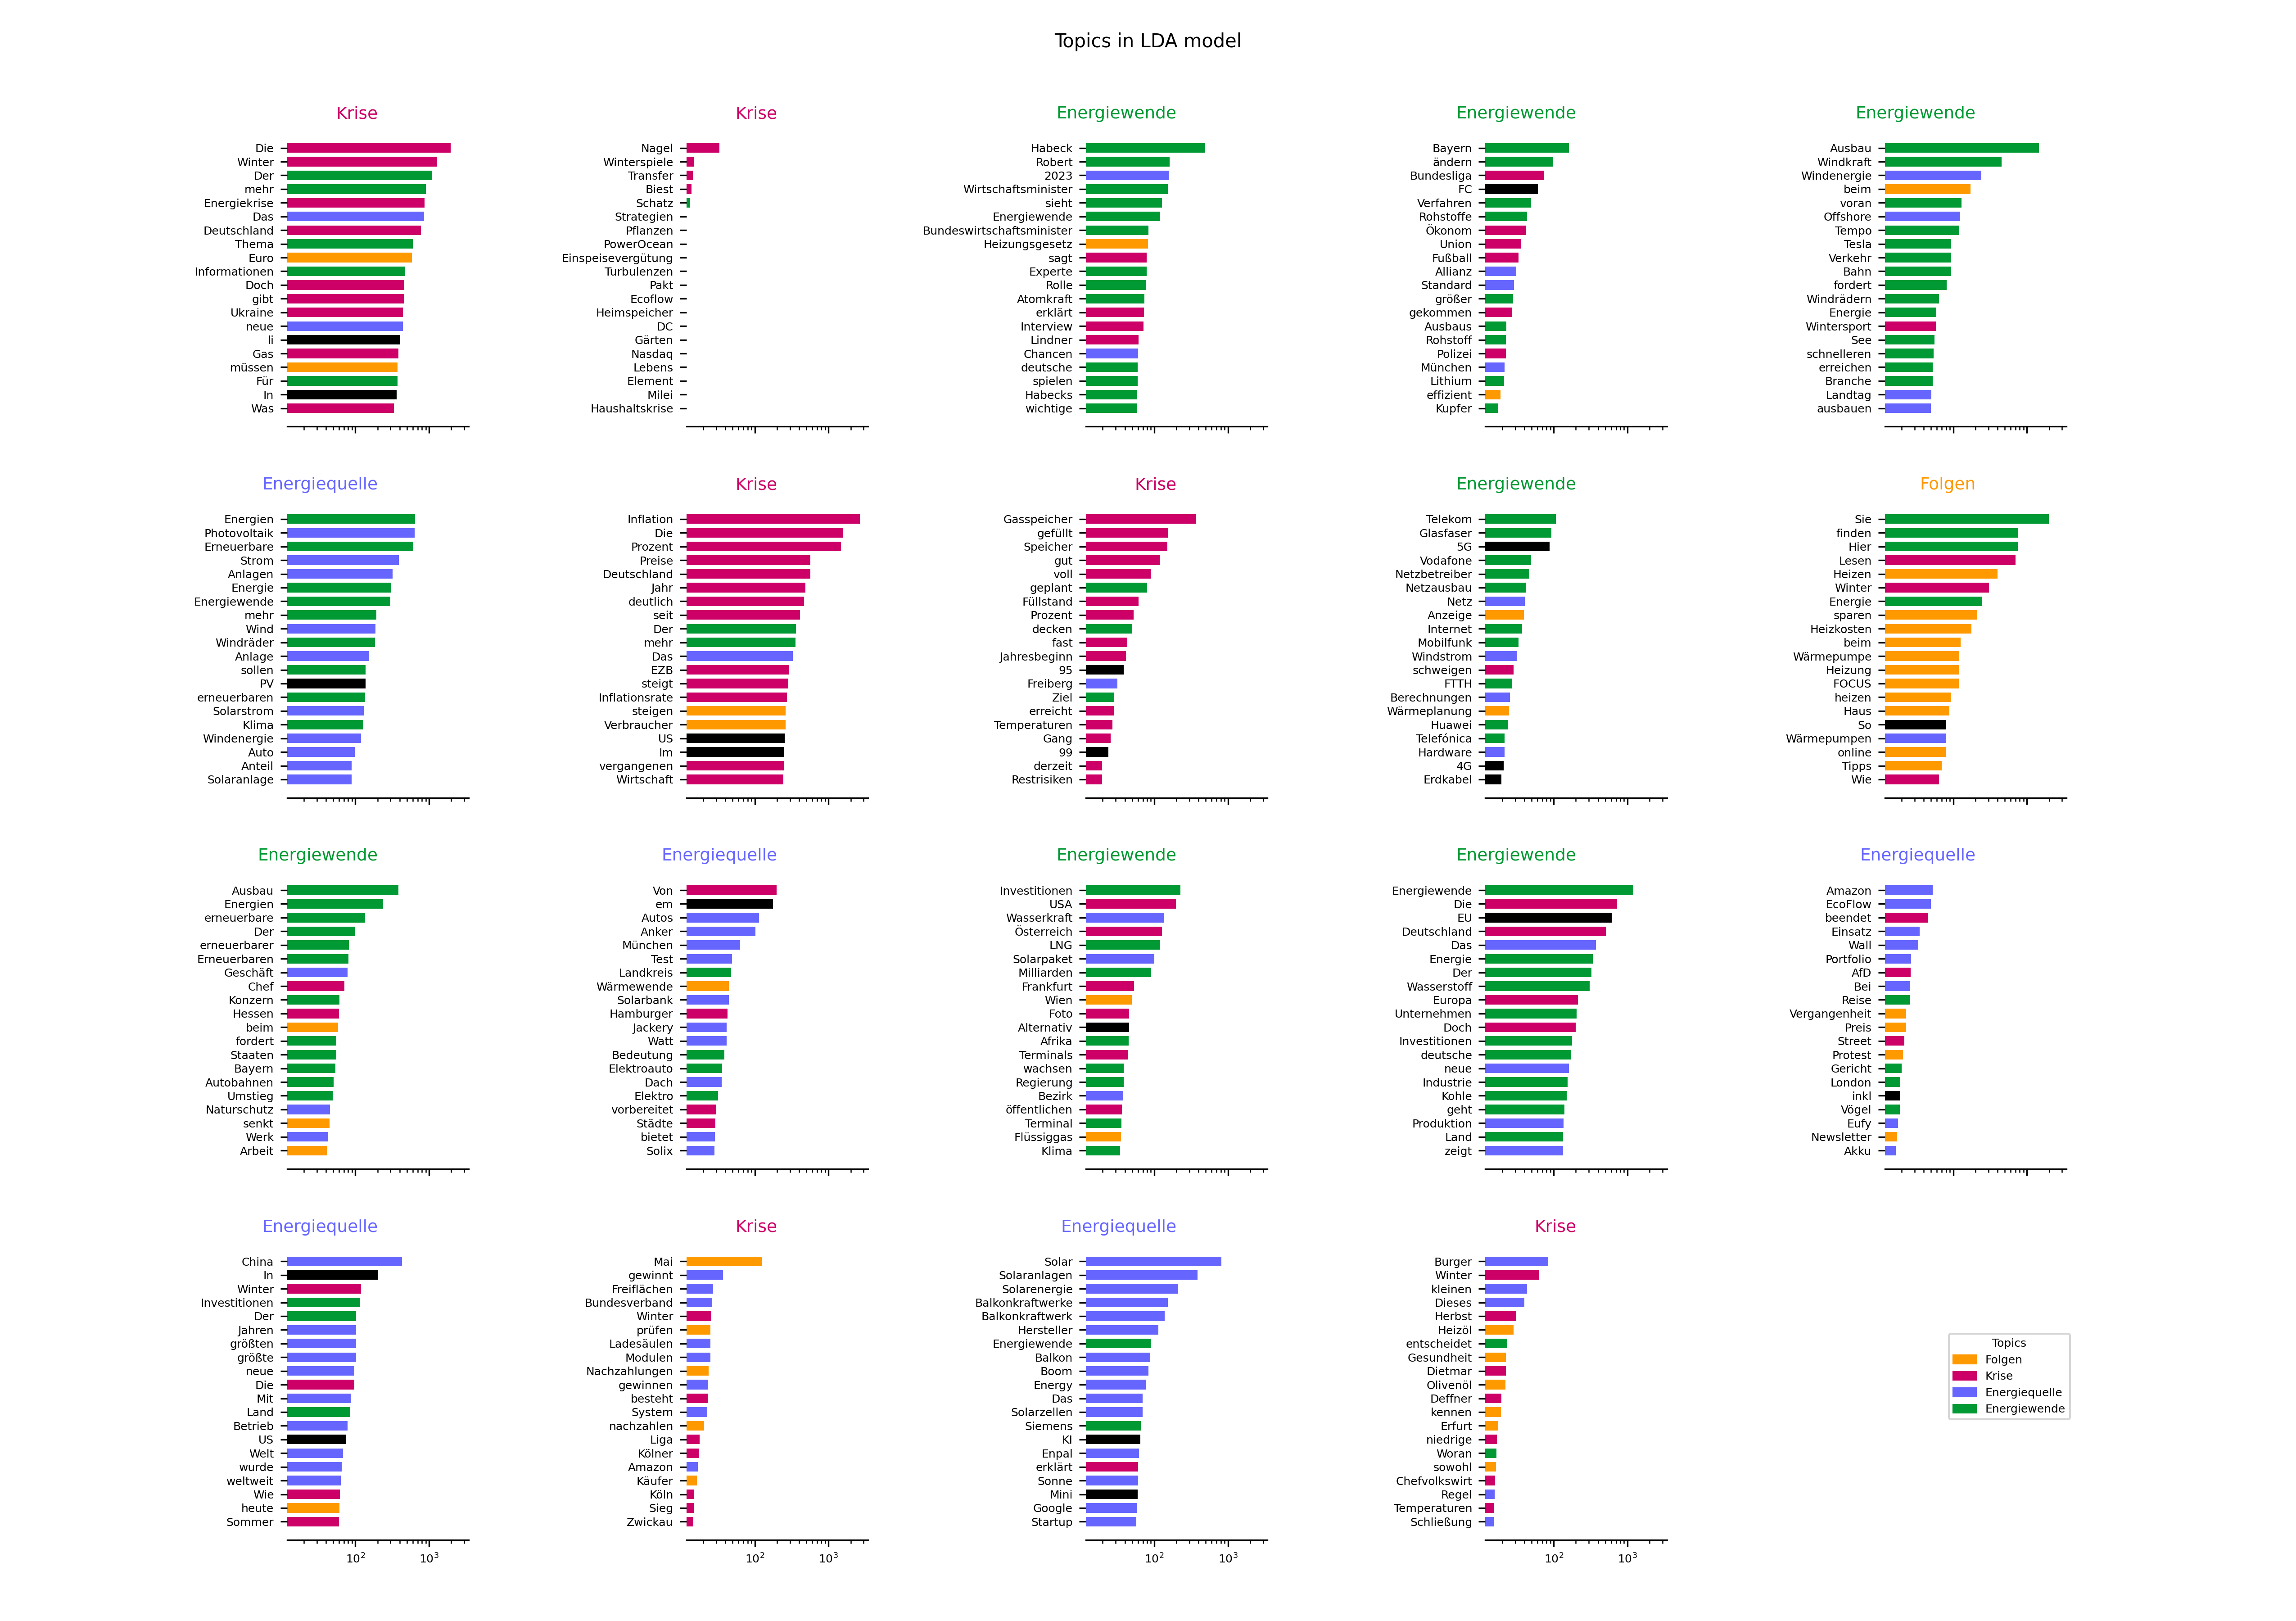 Topics in LDA model
Krise
Die
Winter
Der
mehr
Energiekrise
Das
Deutschland
Thema
Euro
Informationen
Doch
gibt
Ukraine
neue
li
Gas
müssen
Für
In
Was
Krise
Nagel
Winterspiele
Transfer
Biest
Schatz
Strategien
Pflanzen
PowerOcean
Einspeisevergütung
Turbulenzen
Pakt
Ecoflow
Heimspeicher
DC
Gärten
Nasdaq
Lebens
Element
Milei
Haushaltskrise
Energiewende
Habeck
Robert
2023
Wirtschaftsminister
sieht
Energiewende
Bundeswirtschaftsminister
Heizungsgesetz
sagt
Experte
Rolle
Atomkraft
erklärt
Interview
Lindner
Chancen
deutsche
spielen
Habecks
wichtige
Energiewende
Bayern
ändern
Bundesliga
FC
Verfahren
Rohstoffe
Ökonom
Union
Fußball
Allianz
Standard
größer
gekommen
Ausbaus
Rohstoff
Polizei
München
Lithium
effizient
Kupfer
Energiewende
Ausbau
Windkraft
Windenergie
beim
voran
Offshore
Tempo
Tesla
Verkehr
Bahn
fordert
Windrädern
Energie
Wintersport
See
schnelleren
erreichen
Branche
Landtag
ausbauen
Energiequelle
Energien
Photovoltaik
Erneuerbare
Strom
Anlagen
Energie
Energiewende
mehr
Wind
Windräder
Anlage
sollen
PV
erneuerbaren
Solarstrom
Klima
Windenergie
Auto
Anteil
Solaranlage
Krise
Inflation
Die
Prozent
Preise
Deutschland
Jahr
deutlich
seit
Der
mehr
Das
EZB
steigt
Inflationsrate
steigen
Verbraucher
US
Im
vergangenen
Wirtschaft
Krise
Gasspeicher
gefüllt
Speicher
gut
voll
geplant
Füllstand
Prozent
decken
fast
Jahresbeginn
95
Freiberg
Ziel
erreicht
Temperaturen
Gang
99
derzeit
Restrisiken
Energiewende
Telekom
Glasfaser
5G
Vodafone
Netzbetreiber
Netzausbau
Netz
Anzeige
Internet
Mobilfunk
Windstrom
schweigen
FTTH
Berechnungen
Wärmeplanung
Huawei
Telefónica
Hardware
4G
Erdkabel
Folgen
Sie
finden
Hier
Lesen
Heizen
Winter
Energie
sparen
Heizkosten
beim
Wärmepumpe
Heizung
FOCUS
heizen
Haus
So
Wärmepumpen
online
Tipps
Wie
Energiewende
Ausbau
Energien
erneuerbare
Der
erneuerbarer
Erneuerbaren
Geschäft
Chef
Konzern
Hessen
beim
fordert
Staaten
Bayern
Autobahnen
Umstieg
Naturschutz
senkt
Werk
Arbeit
Energiequelle
Von
em
Autos
Anker
München
Test
Landkreis
Wärmewende
Solarbank
Hamburger
Jackery
Watt
Bedeutung
Elektroauto
Dach
Elektro
vorbereitet
Städte
bietet
Solix
Energiewende
Investitionen
USA
Wasserkraft
Österreich
LNG
Solarpaket
Milliarden
Frankfurt
Wien
Foto
Alternativ
Afrika
Terminals
wachsen
Regierung
Bezirk
öffentlichen
Terminal
Flüssiggas
Klima
Energiewende
Energiewende
Die
EU
Deutschland
Das
Energie
Der
Wasserstoff
Europa
Unternehmen
Doch
Investitionen
deutsche
neue
Industrie
Kohle
geht
Produktion
Land
zeigt
Energiequelle
Amazon
EcoFlow
beendet
Einsatz
Wall
Portfolio
AfD
Bei
Reise
Vergangenheit
Preis
Street
Protest
Gericht
London
inkl
Vögel
Eufy
Newsletter
Akku
Energiequelle
China
In
Winter
Investitionen
Der
Jahren
größten
größte
neue
Die
Mit
Land
Betrieb
US
Welt
wurde
weltweit
Wie
heute
Sommer
10² 10³
Krise
Mai
gewinnt
Freiflächen
Bundesverband
Winter
prüfen
Ladesäulen
Modulen
Nachzahlungen
gewinnen
besteht
System
nachzahlen
Liga
Kölner
Amazon
Käufer
Köln
Sieg
Zwickau
10² 10³
Energiequelle
Solar
Solaranlagen
Solarenergie
Balkonkraftwerke
Balkonkraftwerk
Hersteller
Energiewende
Balkon
Boom
Energy
Das
Solarzellen
Siemens
KI
Enpal
erklärt
Sonne
Mini
Google
Startup
10² 10³
Krise
Burger
Winter
kleinen
Dieses
Herbst
Heizöl
entscheidet
Gesundheit
Dietmar
Olivenöl
Deffner
kennen
Erfurt
niedrige
Woran
sowohl
Chefvolkswirt
Regel
Temperaturen
Schließung
10² 10³
Topics
Folgen
Krise
Energiequelle
Energiewende